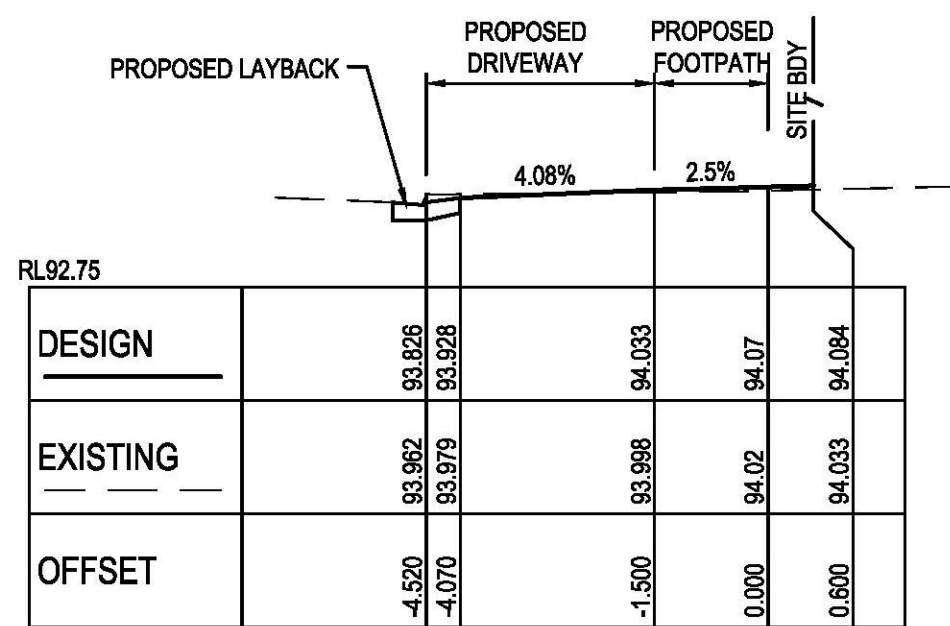 PROPOSED LAYBACK
PROPOSED
DRIVEWAY
PROPOSED
FOOTPATH
SITE BDY
4.08%
2.5%
RL92.75
DESIGN 93.826 93.928 94.033 94.07 94.084
EXISTING 93.962 93.979 93.998 94.02 94.033
OFFSET -4.520 -4.070 -1.500 0.000 0.600